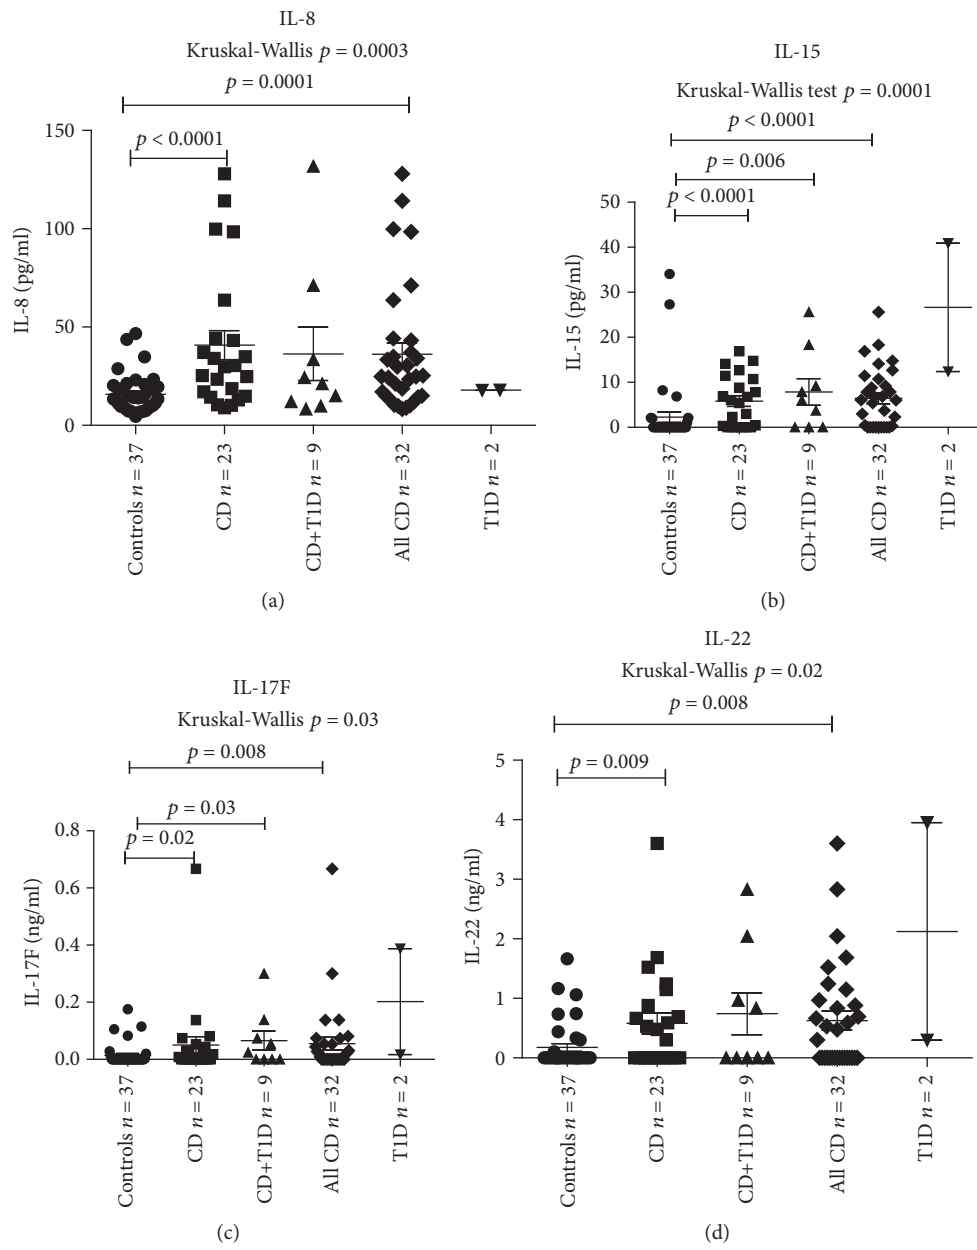 IL-8
Kruskal-Wallis p = 0.0003
p = 0.0001
p < 0.0001
150
100
50
0
IL-8 (pg/ml)
Controls n = 37
CD n = 23
CD+T1D n = 9
All CD n = 32
T1D n = 2
(a)
IL-15
Kruskal-Wallis test p = 0.0001
p < 0.0001
p = 0.006
p < 0.0001
50
40
30
20
10
0
IL-15 (pg/ml)
Controls n = 37
CD n = 23
CD+T1D n = 9
All CD n = 32
T1D n = 2
(b)
IL-17F
Kruskal-Wallis p = 0.03
p = 0.008
p = 0.03
p = 0.02
0.8
0.6
0.4
0.2
0.0
IL-17F (ng/ml)
Controls n = 37
CD n = 23
CD+T1D n = 9
All CD n = 32
T1D n = 2
(c)
IL-22
Kruskal-Wallis p = 0.02
p = 0.008
p = 0.009
5
4
3
2
1
0
IL-22 (ng/ml)
Controls n = 37
CD n = 23
CD+T1D n = 9
All CD n = 32
T1D n = 2
(d)